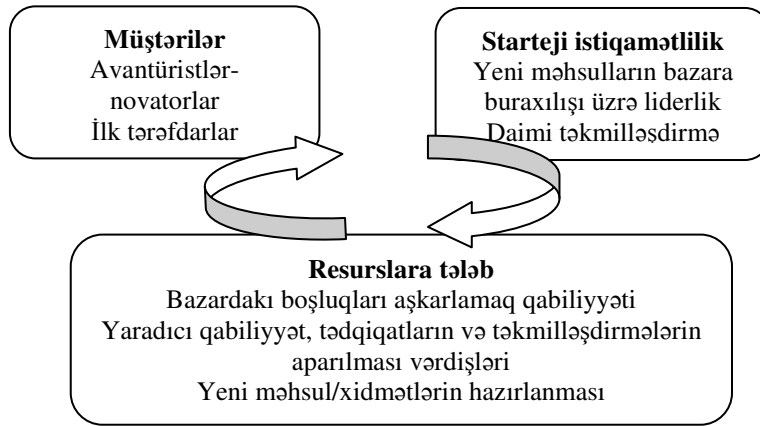 Müştərilər
Avantüristlər-
novatorlar
İlk tərəfdarlar
Starteji istiqamətlilik
Yeni məhsulların bazara
buraxılışı üzrə liderlik
Daimi təkmilləşdirmə
Resurslara tələb
Bazardakı boşluqları aşkarlamaq qabiliyyəti
Yaradıcı qabiliyyət, tədqiqatların və təkmilləşdirmələrin
aparılması vərdişləri
Yeni məhsul/xidmətlərin hazırlanması